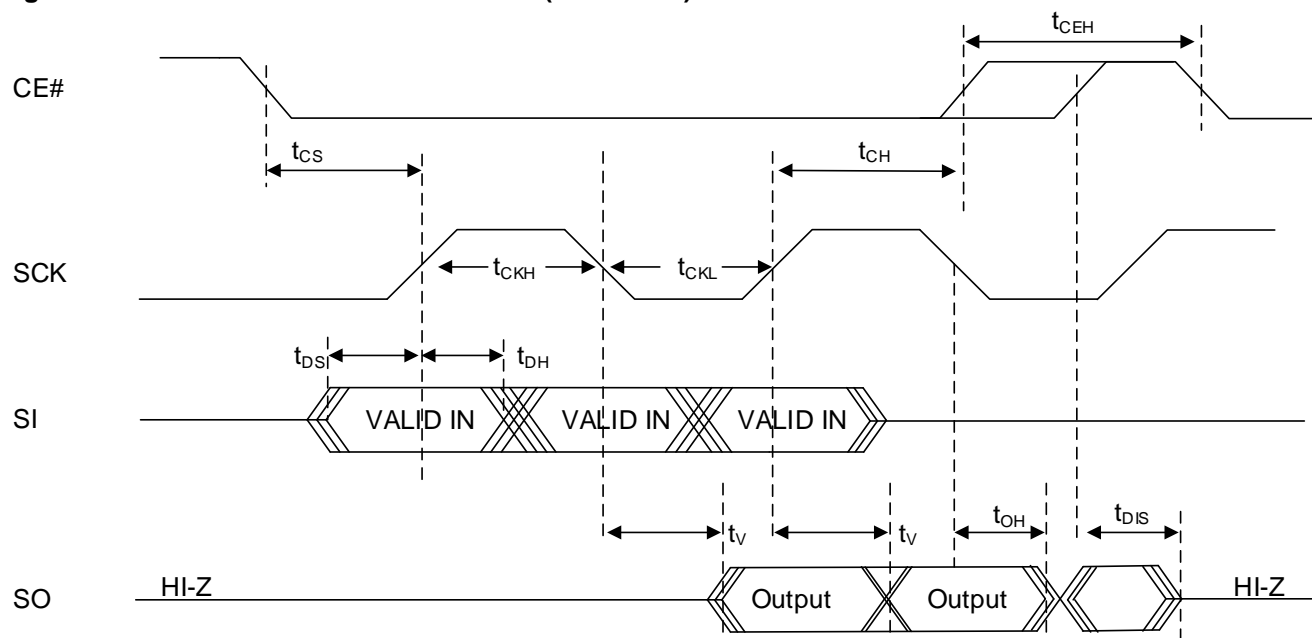 tCEH
CE#
tCS
tCH
SCK
tCKH
tCKL
tDS
tDH
SI
VALID IN
VALID IN
VALID IN
tV
tV
tOH
tDIS
SO
HI-Z
Output
Output
HI-Z